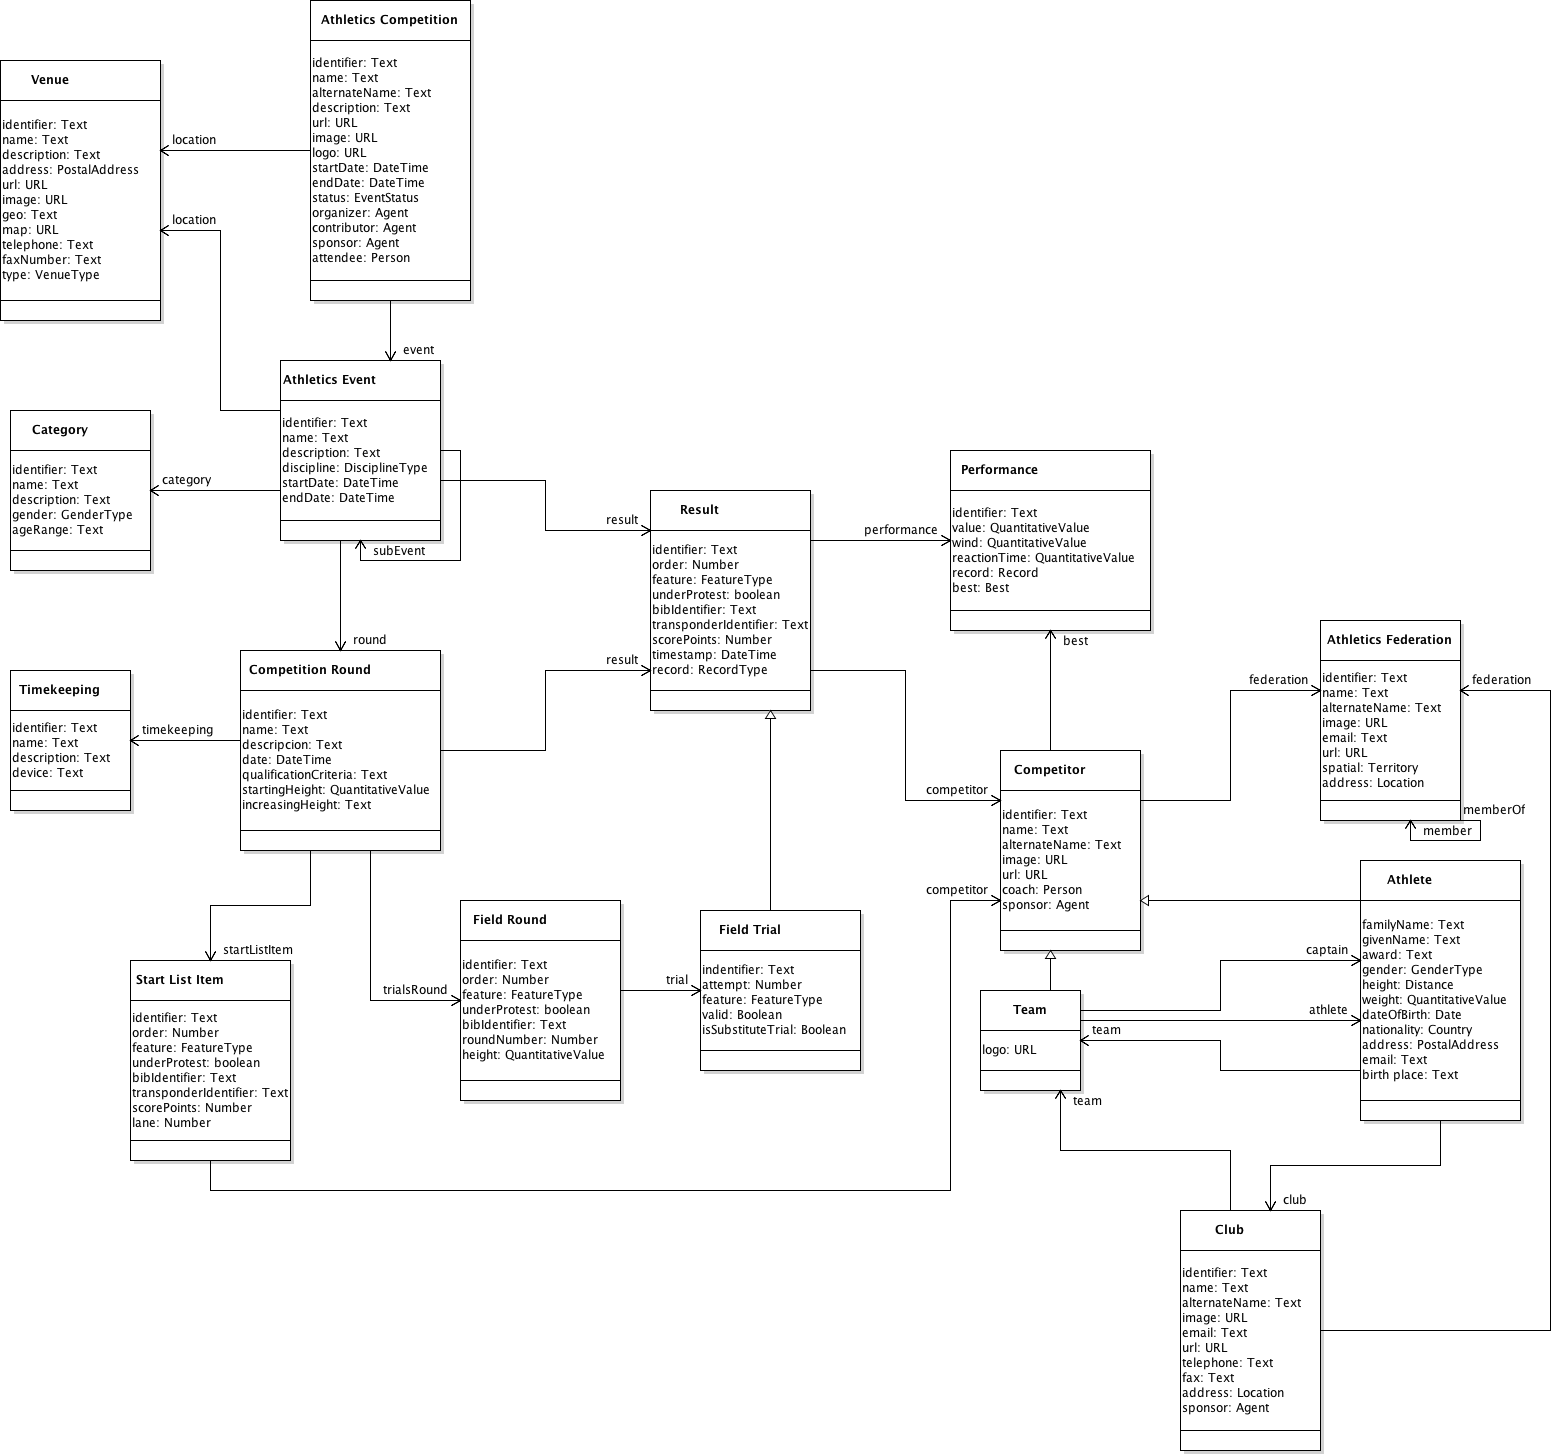 Athletics Competition
identifier: Text
name: Text
alternateName: Text
description: Text
url: URL
image: URL
logo: URL
startDate: DateTime
endDate: DateTime
status: EventStatus
organizer: Agent
contributor: Agent
sponsor: Agent
attendee: Person
Venue
identifier: Text
name: Text
description: Text
address: PostalAddress
url: URL
image: URL
geo: Text
map: URL
telephone: Text
faxNumber: Text
type: VenueType
location
location
event
Athletics Event
identifier: Text
name: Text
description: Text
discipline: DisciplineType
startDate: DateTime
endDate: DateTime
subEvent
Category
identifier: Text
name: Text
description: Text
gender: GenderType
ageRange: Text
category
result
Result
identifier: Text
order: Number
feature: FeatureType
underProtest: boolean
bibIdentifier: Text
transponderIdentifier: Text
scorePoints: Number
timestamp: DateTime
record: RecordType
performance
Performance
identifier: Text
value: QuantitativeValue
wind: QuantitativeValue
reactionTime: QuantitativeValue
record: Record
best: Best
best
round
result
Competition Round
identifier: Text
name: Text
descripcion: Text
date: DateTime
qualificationCriteria: Text
startingHeight: QuantitativeValue
increasingHeight: Text
Timekeeping
identifier: Text
name: Text
description: Text
device: Text
timekeeping
federation
Athletics Federation
identifier: Text
name: Text
alternateName: Text
image: URL
email: Text
url: URL
spatial: Territory
address: Location
federation
memberOf
member
competitor
Competitor
identifier: Text
name: Text
alternateName: Text
image: URL
url: URL
coach: Person
sponsor: Agent
competitor
Athlete
familyName: Text
givenName: Text
award: Text
gender: GenderType
height: Distance
weight: QuantitativeValue
dateOfBirth: Date
nationality: Country
address: PostalAddress
email: Text
birth place: Text
captain
athlete
team
Team
logo: URL
team
startListItem
Start List Item
identifier: Text
order: Number
feature: FeatureType
underProtest: boolean
bibIdentifier: Text
transponderIdentifier: Text
scorePoints: Number
lane: Number
trialsRound
Field Round
identifier: Text
order: Number
feature: FeatureType
underProtest: boolean
bibIdentifier: Text
roundNumber: Number
height: QuantitativeValue
trial
Field Trial
indentifier: Text
attempt: Number
feature: FeatureType
valid: Boolean
isSubstituteTrial: Boolean
club
Club
identifier: Text
name: Text
alternateName: Text
image: URL
email: Text
url: URL
telephone: Text
fax: Text
address: Location
sponsor: Agent